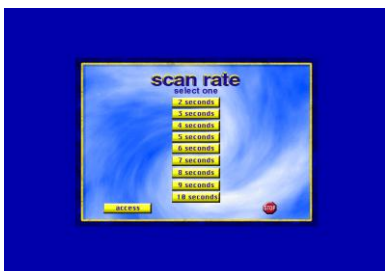 scan rate
select one
2 seconds
3 seconds
4 seconds
5 seconds
6 seconds
7 seconds
8 seconds
9 seconds
10 seconds
access
STOP